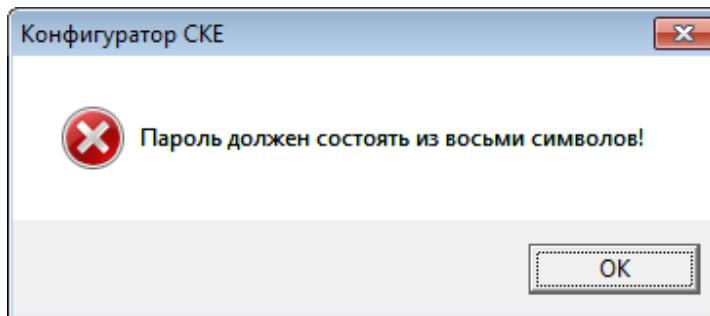 Конфигуратор СКЕ
Пароль должен состоять из восьми символов!
OK